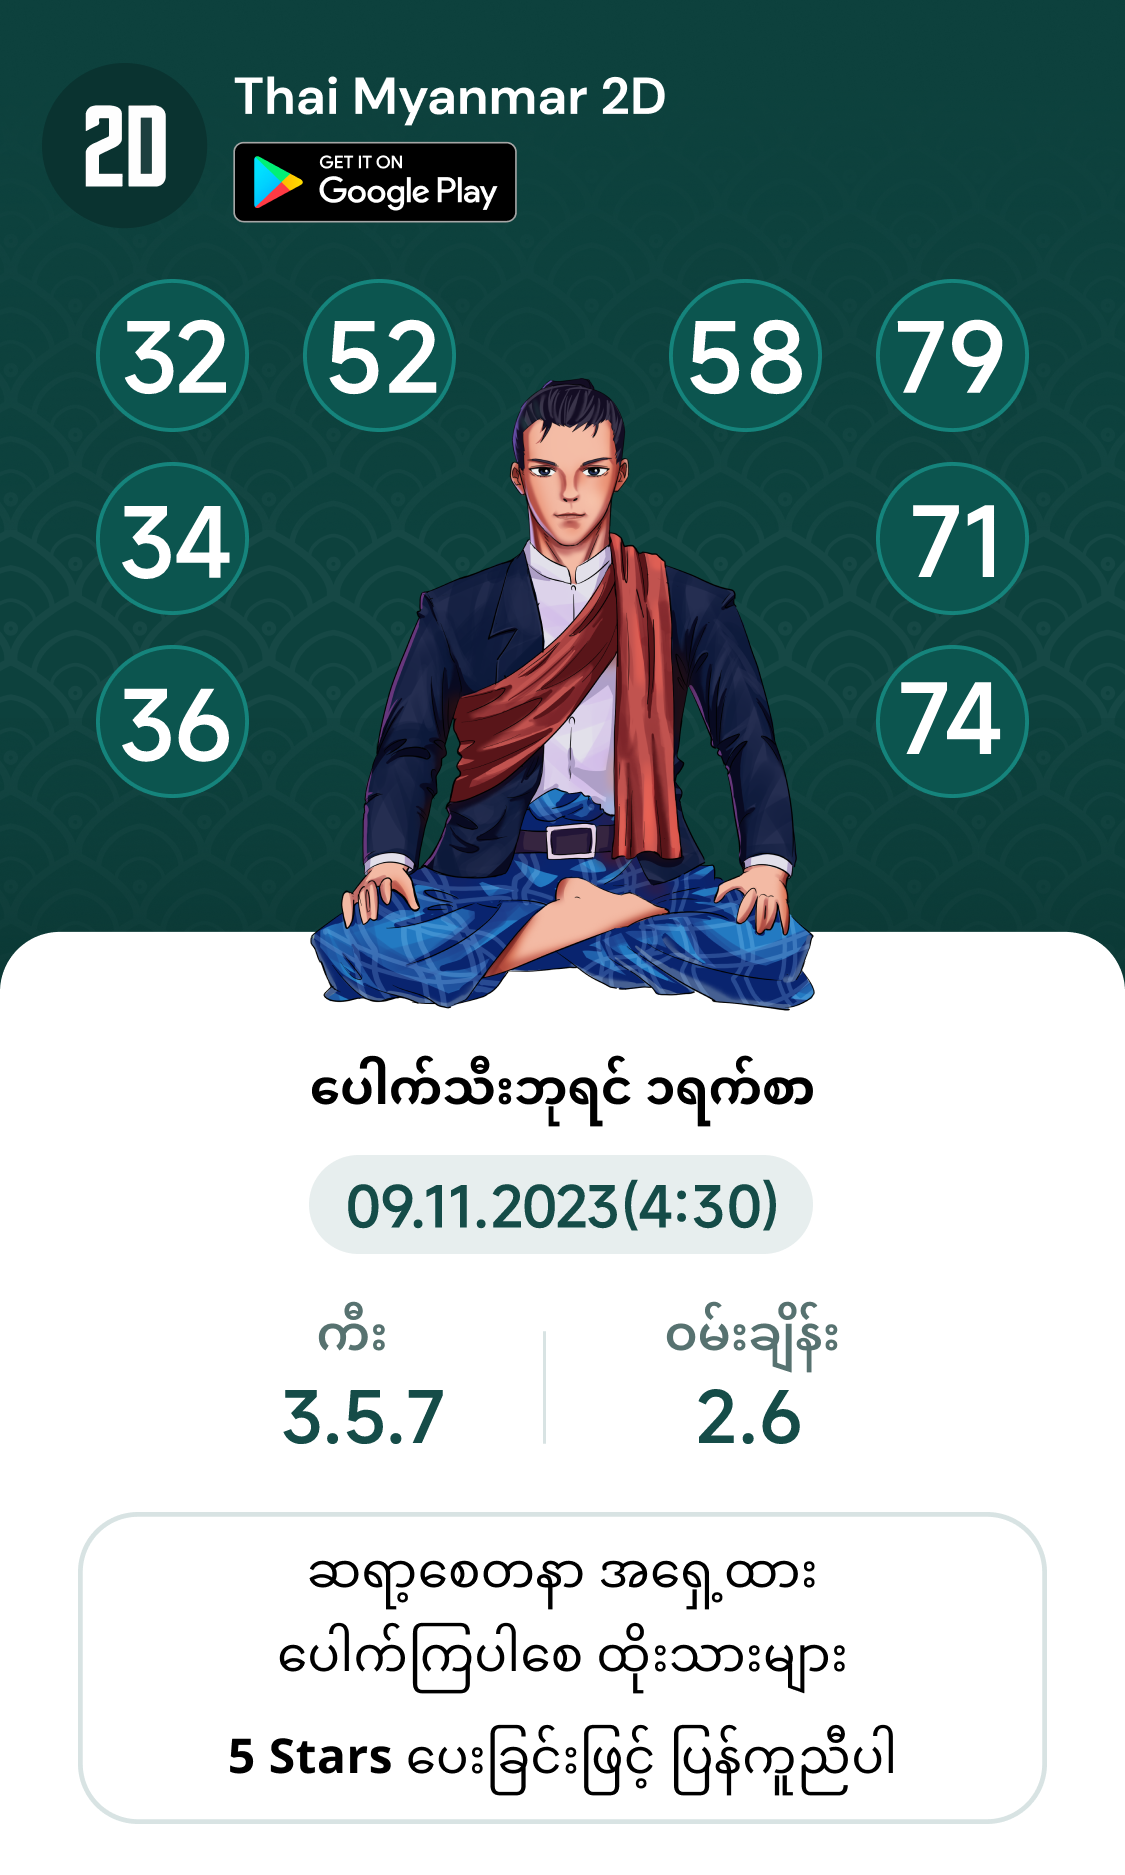 2D
Thai Myanmar 2D
GET IT ON
Google Play
32 52 58 79
34 71
36 74
ပေါက်သီးဘုရင် ၁ရက်စာ
09.11.2023(4:30)
ကီး ဝမ်းချိန်း
3.5.7 2.6
ဆရာ့စေတနာ အရှေ့ထား
ပေါက်ကြပါစေ ထိုးသားများ
5 Stars ပေးခြင်းဖြင့် ပြန်ကူညီပါ